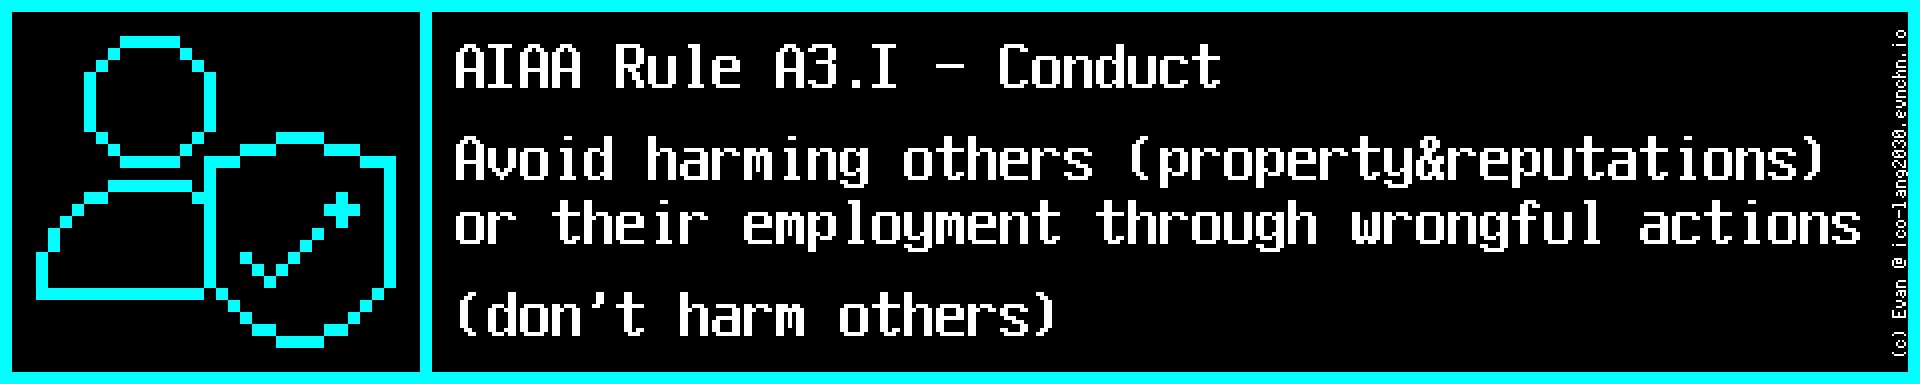 AIAA Rule A3.I - Conduct
Avoid harming others (property&reputations)
or their employment through wrongful actions
(don't harm others)
(c) Evan @ ico-lang2030.evnchn.io